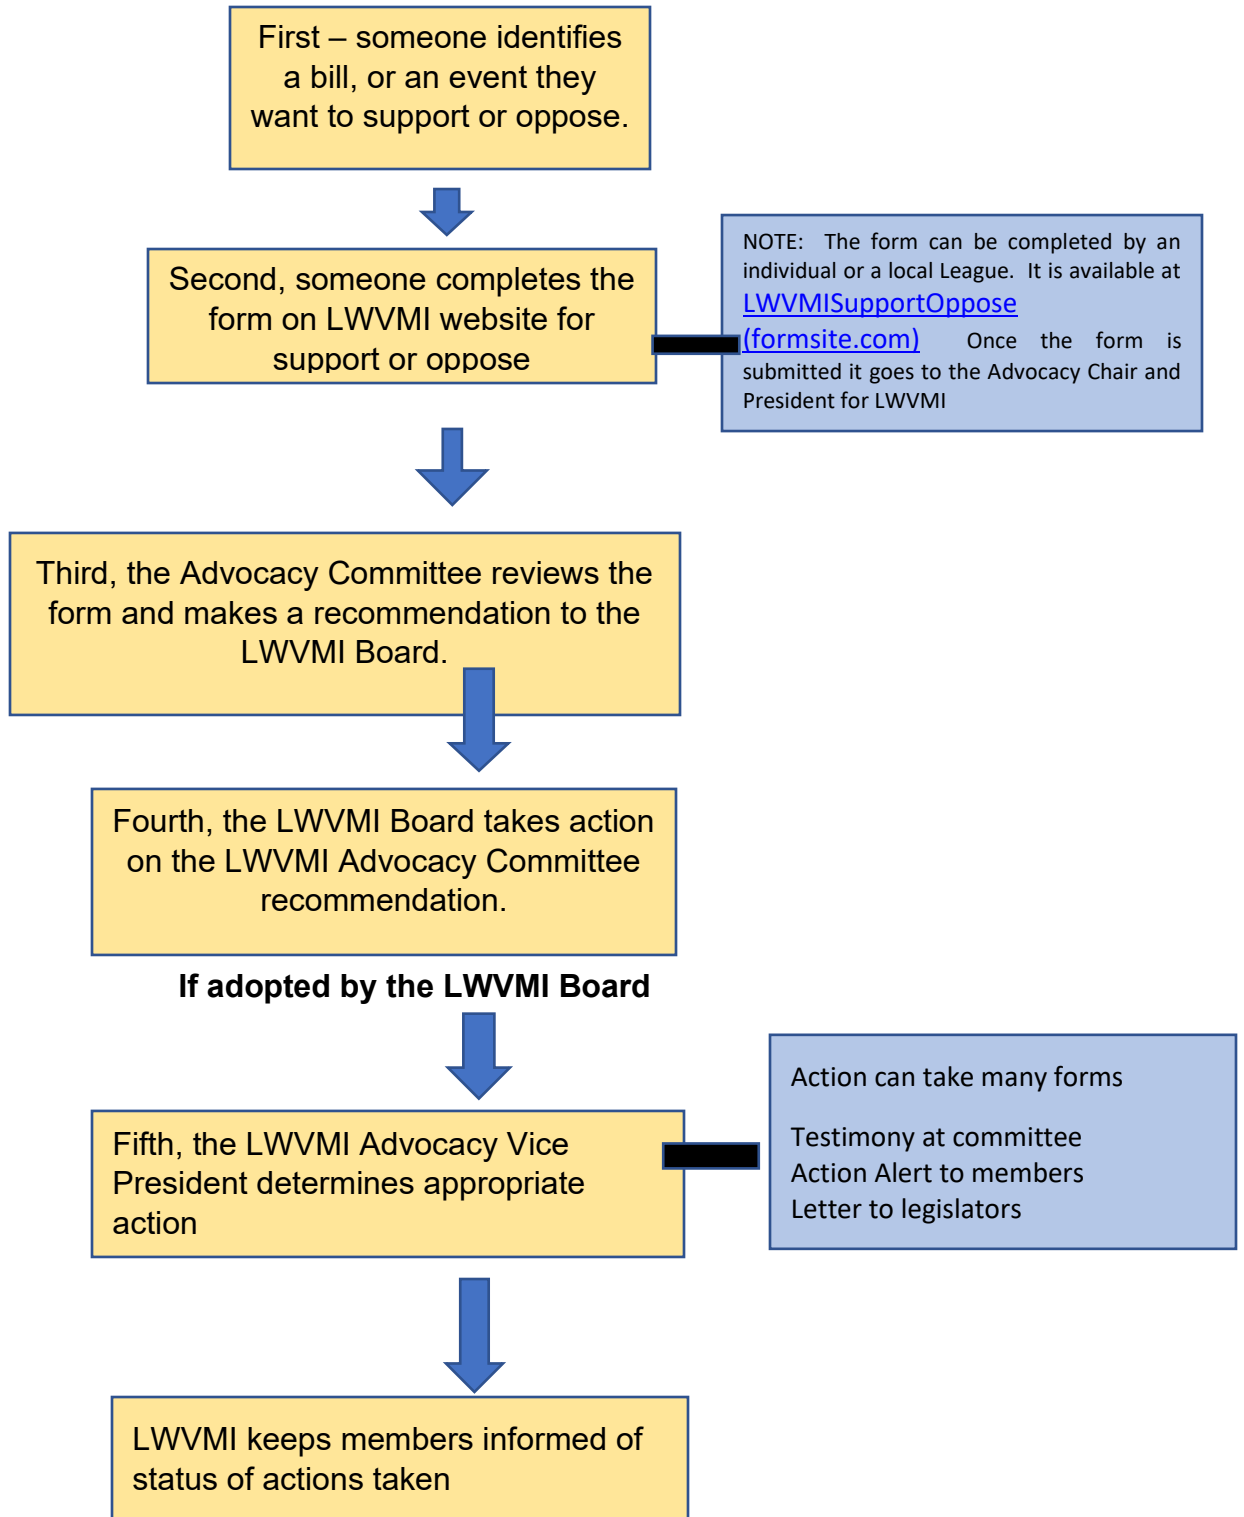 First – someone identifies
a bill, or an event they
want to support or oppose.
Second, someone completes the
form on LWVMI website for
support or oppose
NOTE: The form can be completed by an
individual or a local League. It is available at
LWVMISupportOppose
(formsite.com) Once the form is
submitted it goes to the Advocacy Chair and
President for LWVMI
Third, the Advocacy Committee reviews the
form and makes a recommendation to the
LWVMI Board.
Fourth, the LWVMI Board takes action
on the LWVMI Advocacy Committee
recommendation.
If adopted by the LWVMI Board
Fifth, the LWVMI Advocacy Vice
President determines appropriate
action
Action can take many forms
Testimony at committee
Action Alert to members
Letter to legislators
LWVMI keeps members informed of
status of actions taken